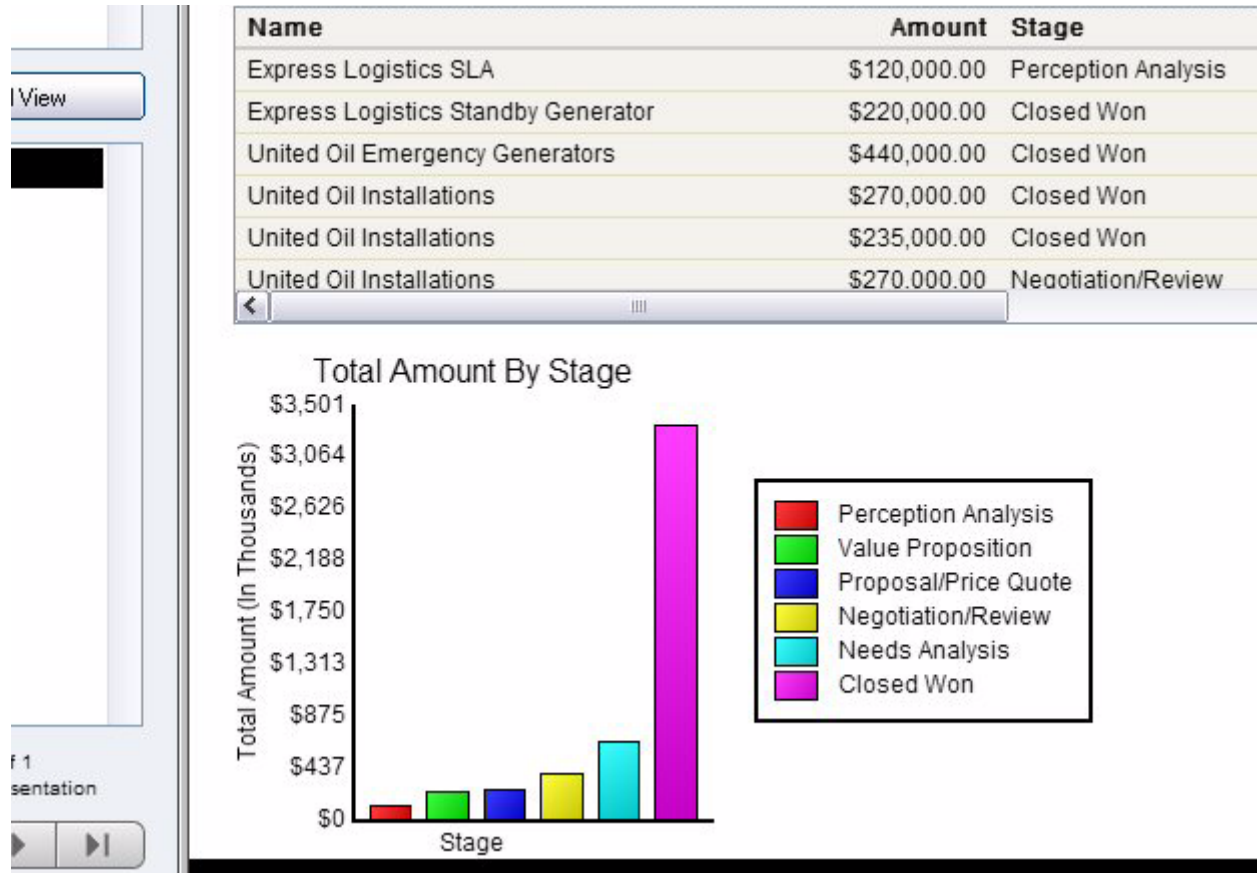 View
f 1
sentation
Name Amount Stage
Express Logistics SLA $120,000.00 Perception Analysis
Express Logistics Standby Generator $220,000.00 Closed Won
United Oil Emergency Generators $440,000.00 Closed Won
United Oil Installations $270,000.00 Closed Won
United Oil Installations $235,000.00 Closed Won
United Oil Installations $270.000.00 Negotiation/Review
Total Amount By Stage
Total Amount (In Thousands)
$3,501
$3,064
$2,626
$2,188
$1,750
$1,313
$875
$437
$0
Stage
Perception Analysis
Value Proposition
Proposal/Price Quote
Negotiation/Review
Needs Analysis
Closed Won